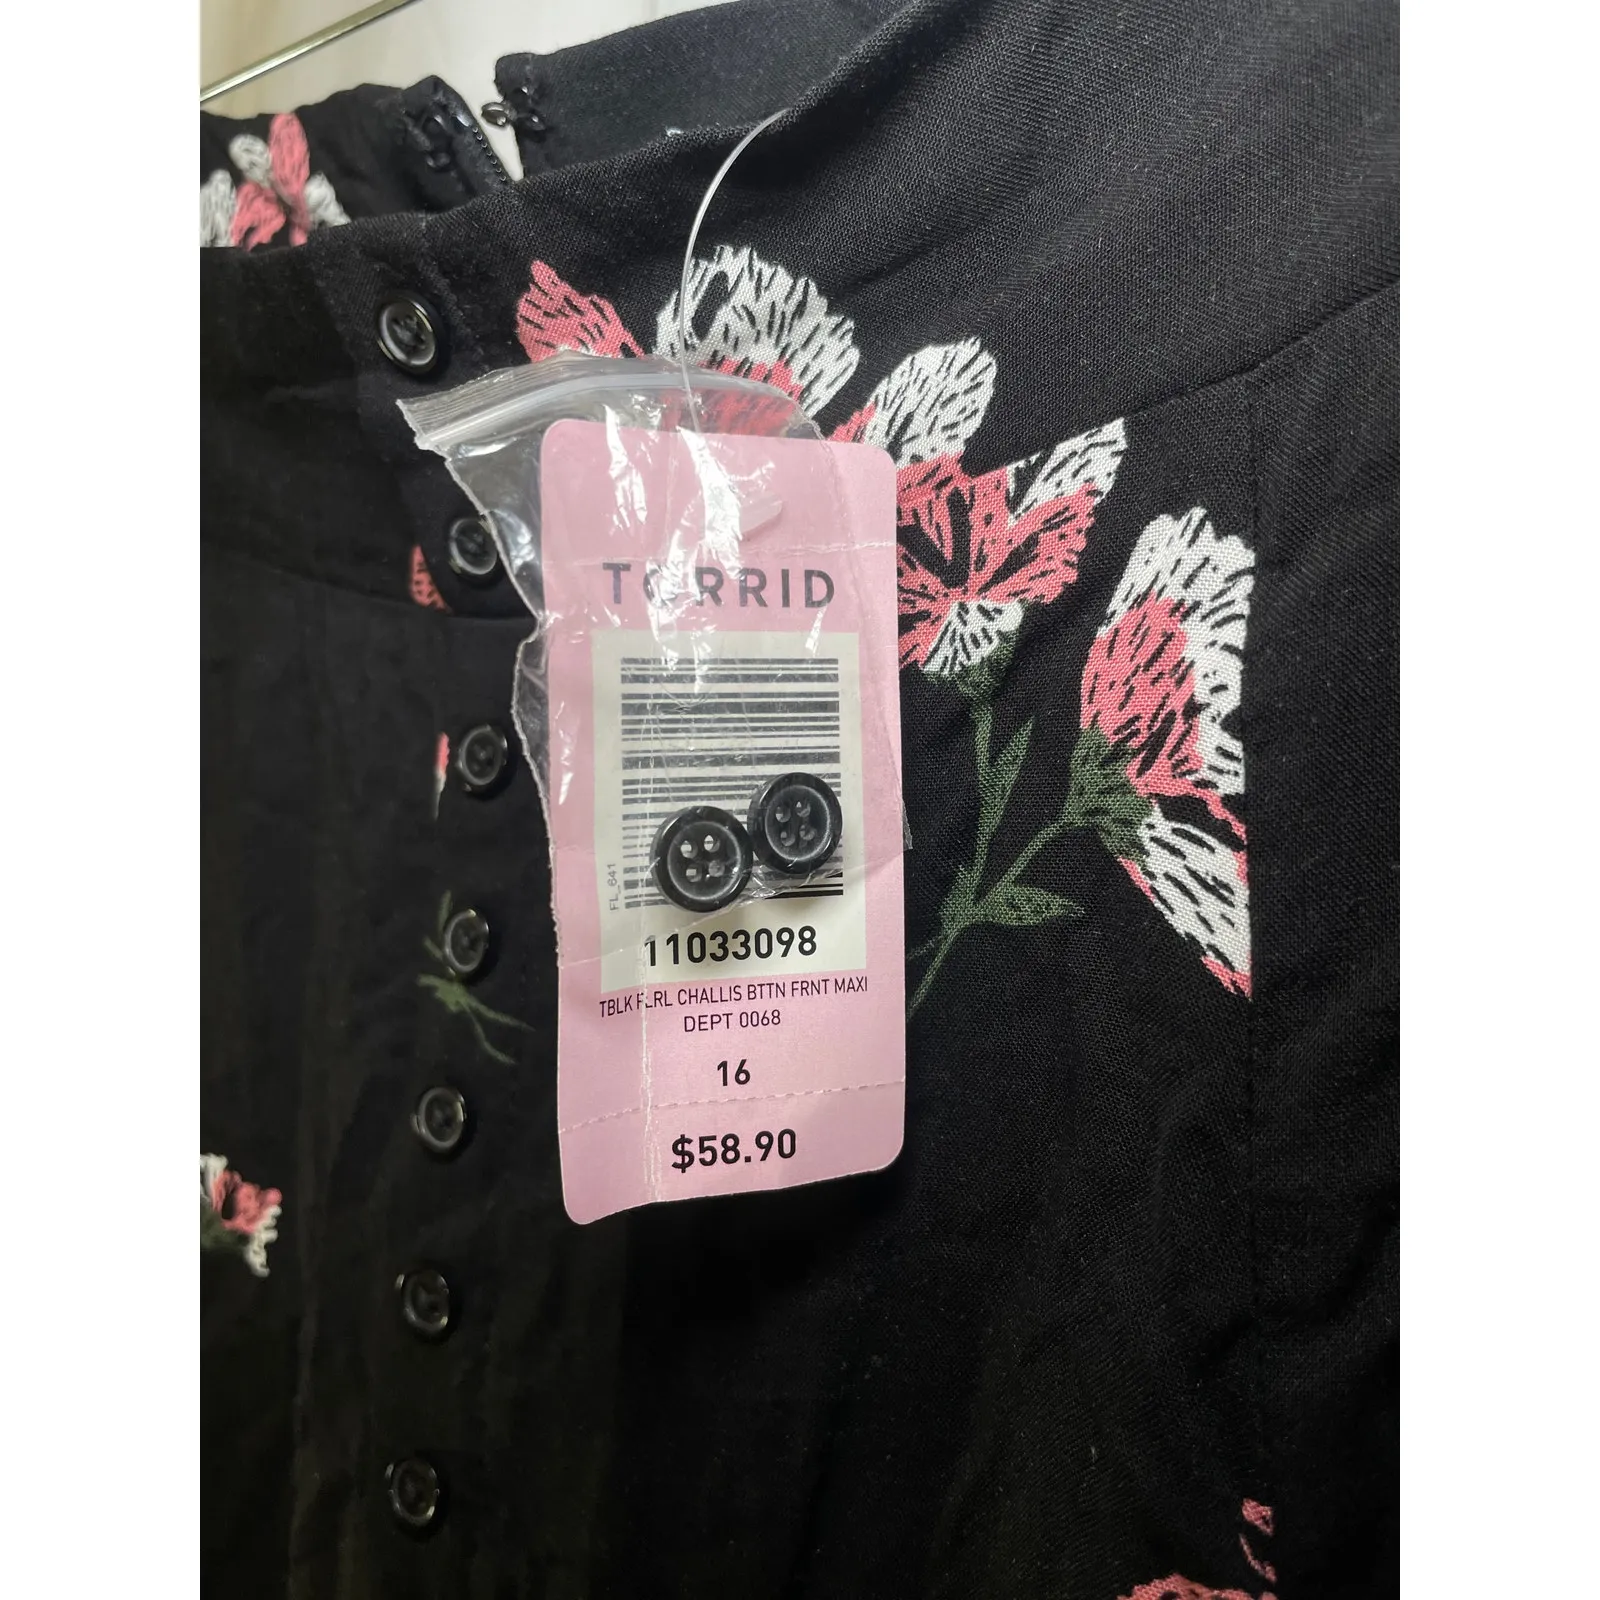 TORRID
FL_641
11033098
TBLK FLRL CHALLIS BTTN FRNT MAXI
DEPT 0068
16
$58.90